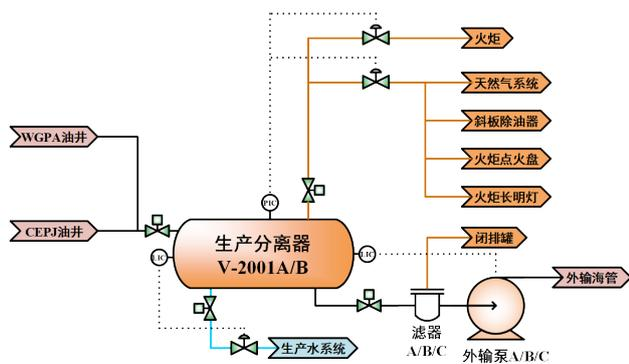 火炬
天然气系统
斜板除油器
火炬点火盘
火炬长明灯
WGPA油井
PIC
CEPJ油井
生产分离器
V-2001A/B
闭排罐
LIC
LIC
外输海管
生产水系统
滤器
A/B/C
外输泵A/B/C